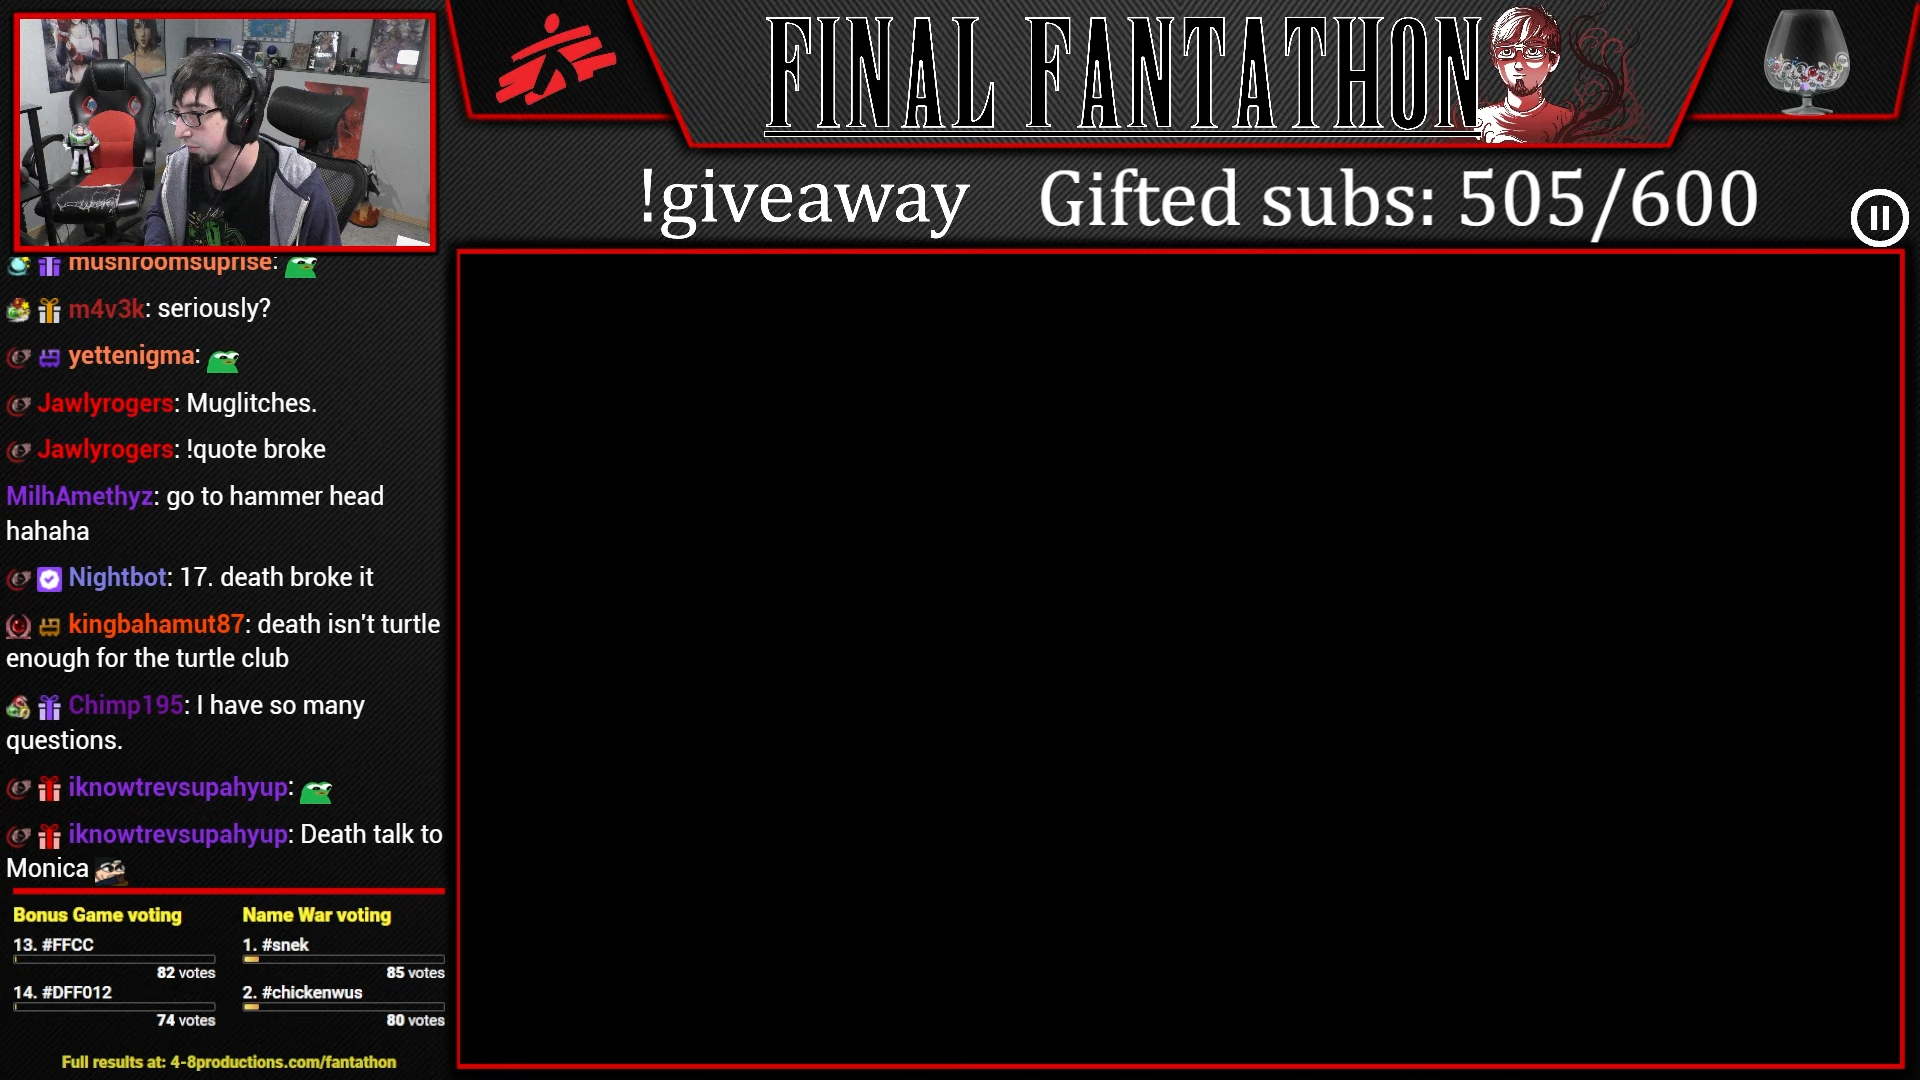 FINAL FANTATHON
!giveaway Gifted subs: 505/600
mushroomsuprise:
m4v3k: seriously?
yettenigma:
Jawlyrogers: Muglitches.
Jawlyrogers: !quote broke
MilhAmethyz: go to hammer head
hahaha
Nightbot: 17. death broke it
kingbahamut87: death isn't turtle
enough for the turtle club
Chimp195: I have so many
questions.
iknowtrevsupahyup:
iknowtrevsupahyup: Death talk to
Monica
Bonus Game voting
13. #FFCC
82 votes
14. #DFF012
74 votes
Name War voting
1. #snek
85 votes
2. #chickenwus
80 votes
Full results at: 4-8productions.com/fantathon